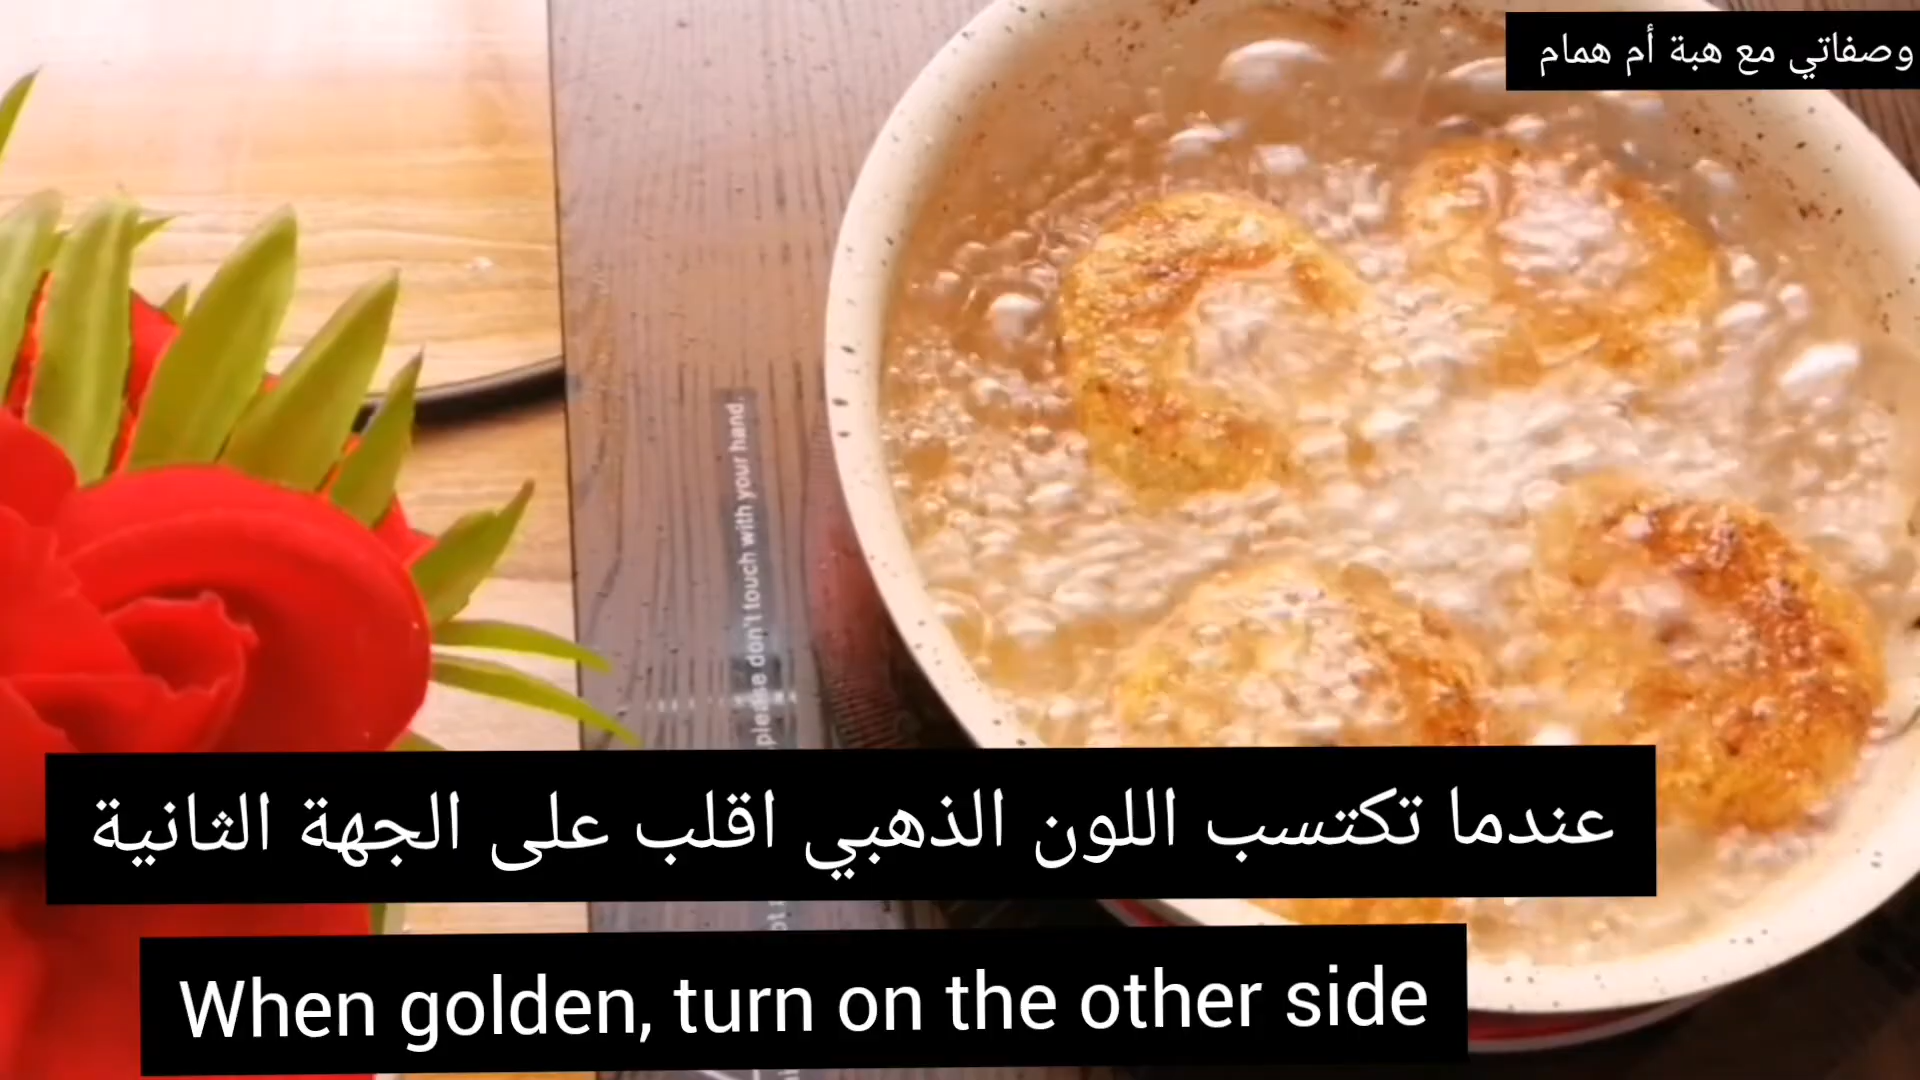 وصفاتي مع هبة أم همام
please don't touch with your hand.
عندما تكتسب اللون الذهبي اقلب على الجهة الثانية
When golden, turn on the other side